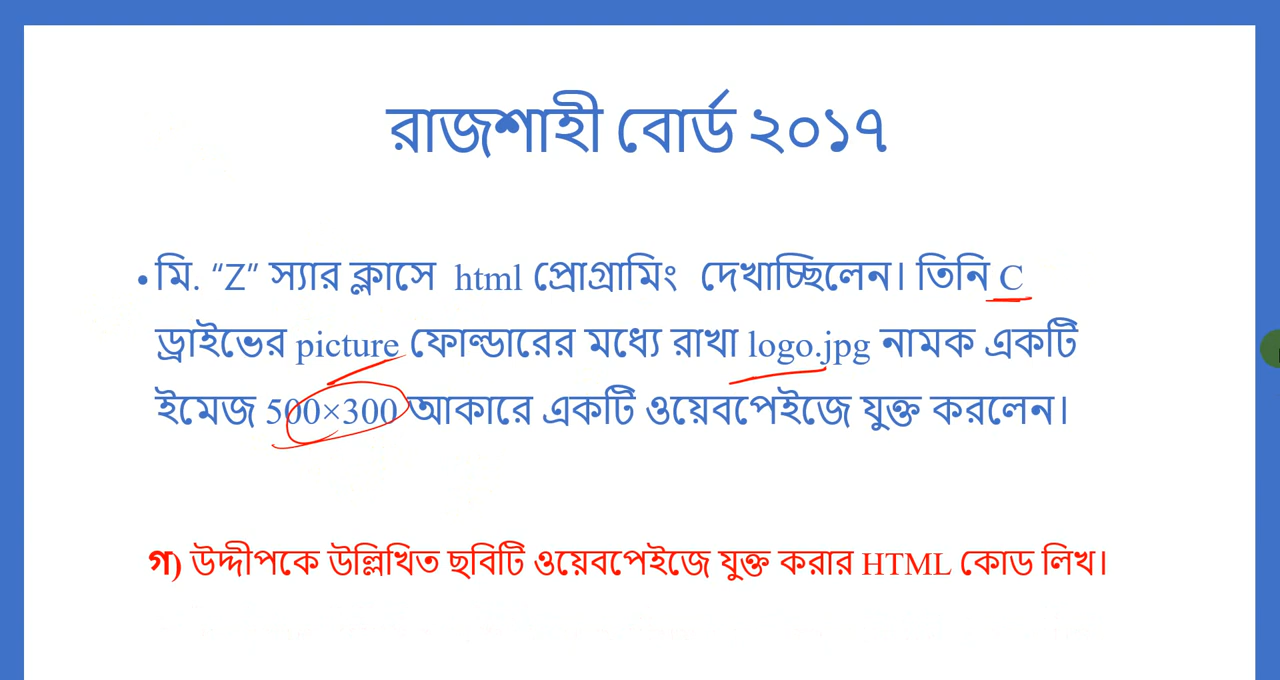 রাজশাহী বোর্ড ২০১৭
• মি. “Z” স্যার ক্লাসে html প্রোগ্রামিং দেখাচ্ছিলেন। তিনি C
ড্রাইভের picture ফোল্ডারের মধ্যে রাখা logo.jpg নামক একটি
ইমেজ 500×300 আকারে একটি ওয়েবপেইজে যুক্ত করলেন।
গ) উদ্দীপকে উল্লিখিত ছবিটি ওয়েবপেইজে যুক্ত করার HTML কোড লিখ।